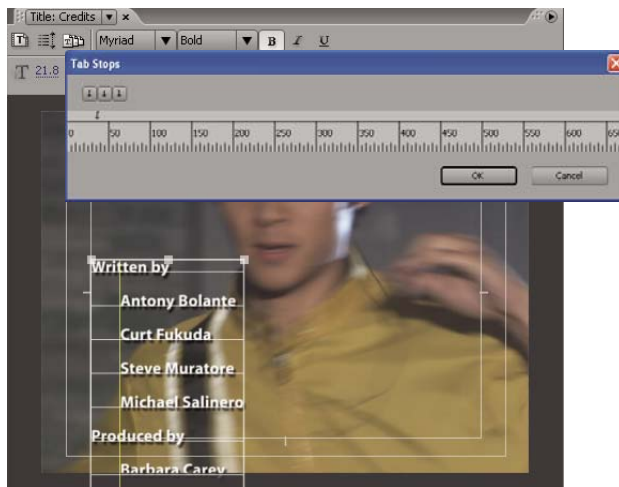 Title: Credits
Myriad Bold B I U
T 21.8
Tab Stops
0 50 100 150 200 250 300 350 400 450 500 550 600 650
OK Cancel
Written by
Antony Bolante
Curt Fukuda
Steve Muratore
Michael Salinero
Produced by
Barbara Carey